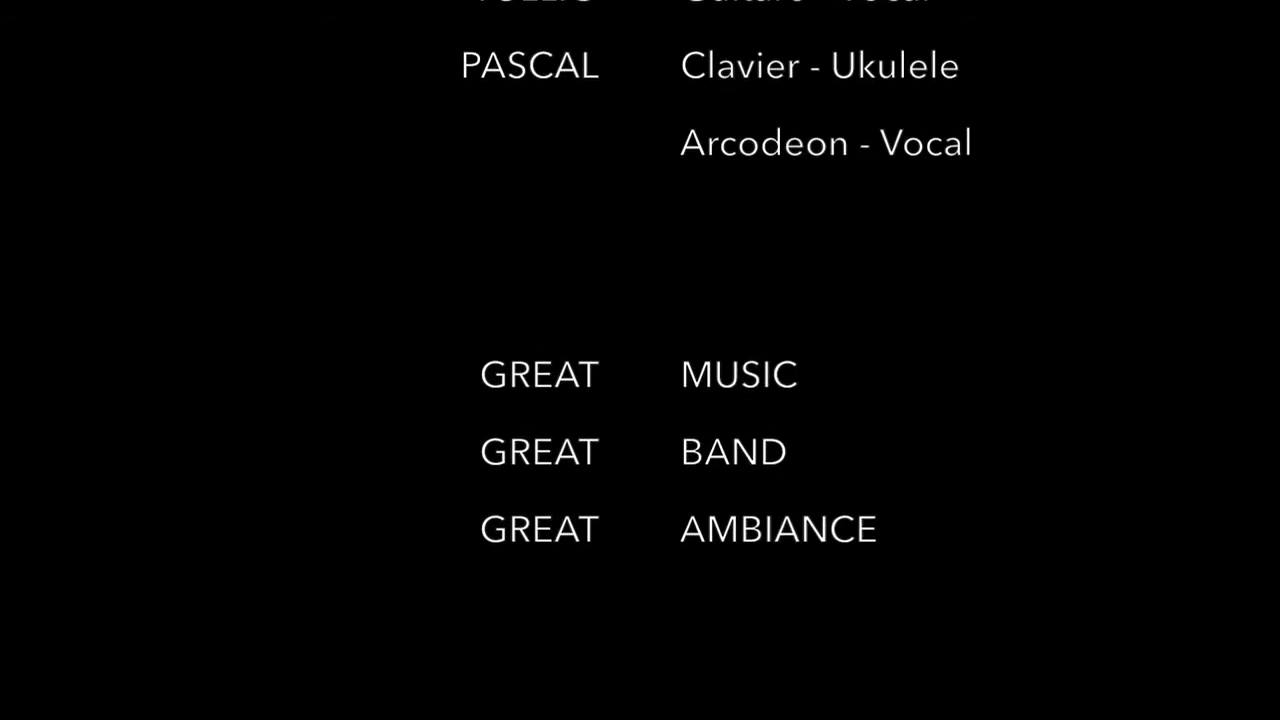 PASCAL Clavier - Ukulele
Arcodeon - Vocal
GREAT MUSIC
GREAT BAND
GREAT AMBIANCE